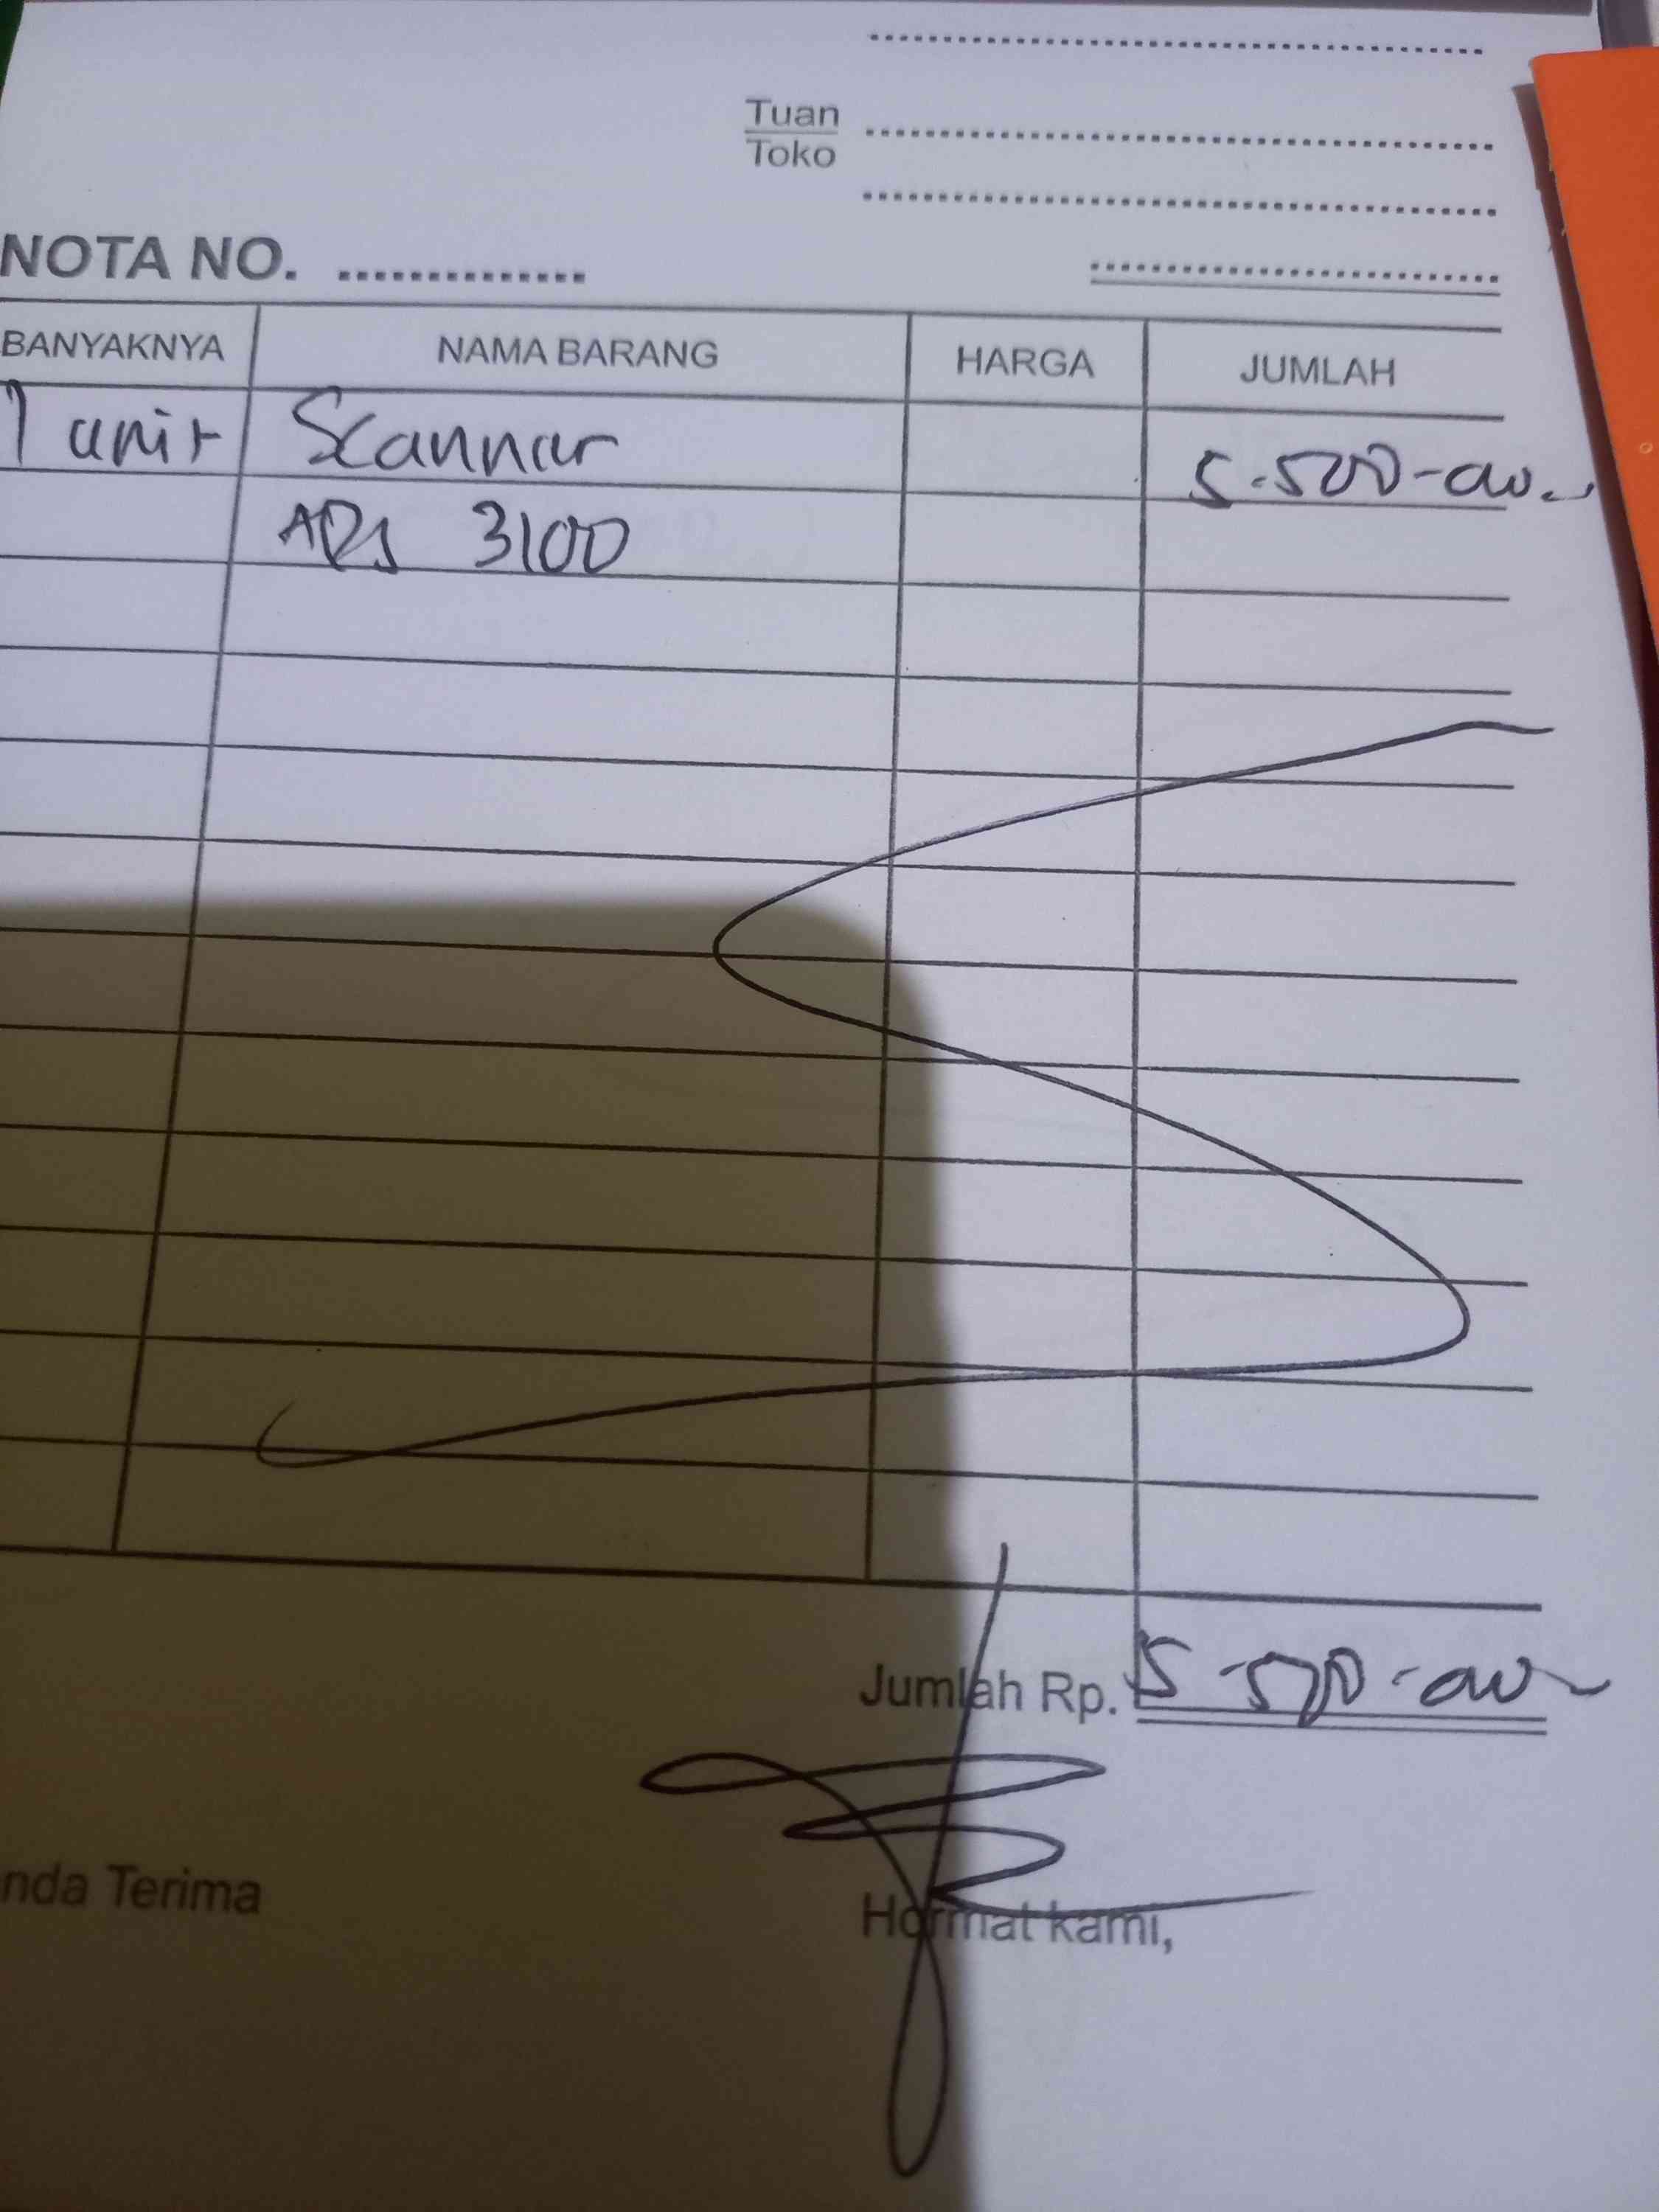 Tuan
Toko
NOTA NO.
BANYAKNYA NAMA BARANG HARGA JUMLAH
1 unit Scanner 5.500.000
ADS 3100
Jumlah Rp. 5.500.000
nda Terima
Hormat kami,